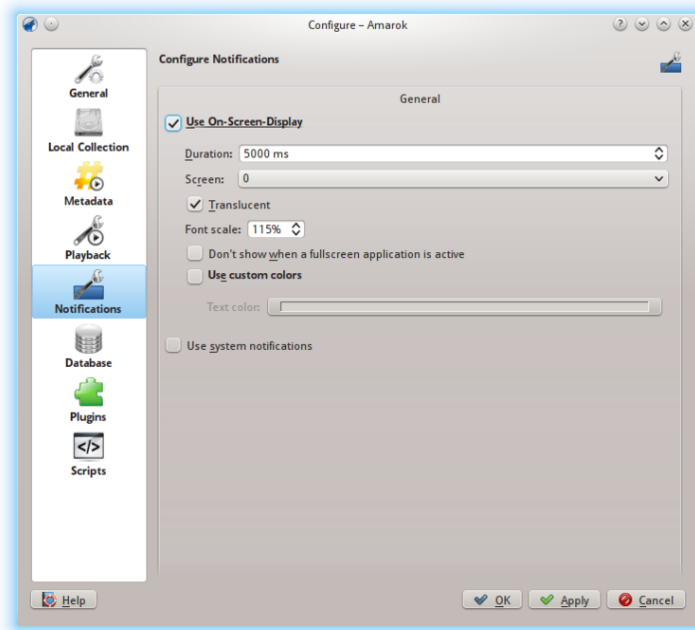 Configure – Amarok
General
Local Collection
Metadata
Playback
Notifications
Database
Plugins
Scripts
Configure Notifications
General
Use On-Screen-Display
Duration: 5000 ms
Screen: 0
Translucent
Font scale: 115%
Don't show when a fullscreen application is active
Use custom colors
Text color:
Use system notifications
Help
OK
Apply
Cancel